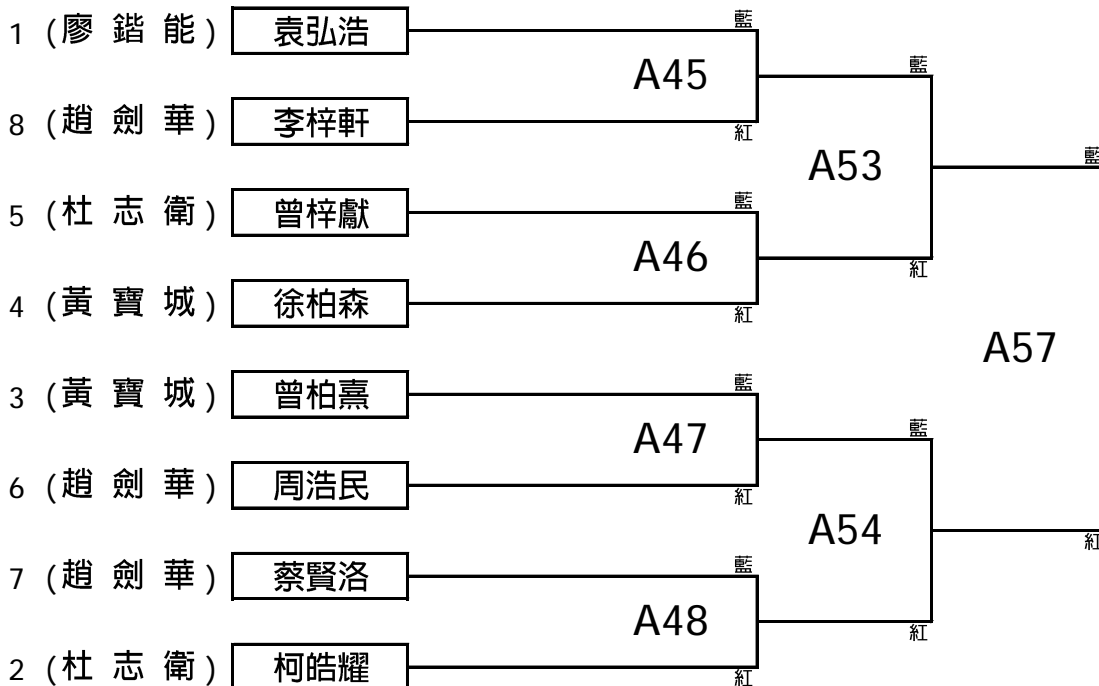 1 (廖 鍇 能) 袁弘浩 藍
A45 藍
8 (趙 劍 華) 李梓軒 紅
A53 藍
5 (杜 志 衛) 曾梓獻 藍
A46 紅
4 (黃 寶 城) 徐柏森 紅
A57
3 (黃 寶 城) 曾柏熹 藍
A47 藍
6 (趙 劍 華) 周浩民 紅
A54 紅
7 (趙 劍 華) 蔡賢洛 藍
A48 紅
2 (杜 志 衛) 柯皓耀 紅